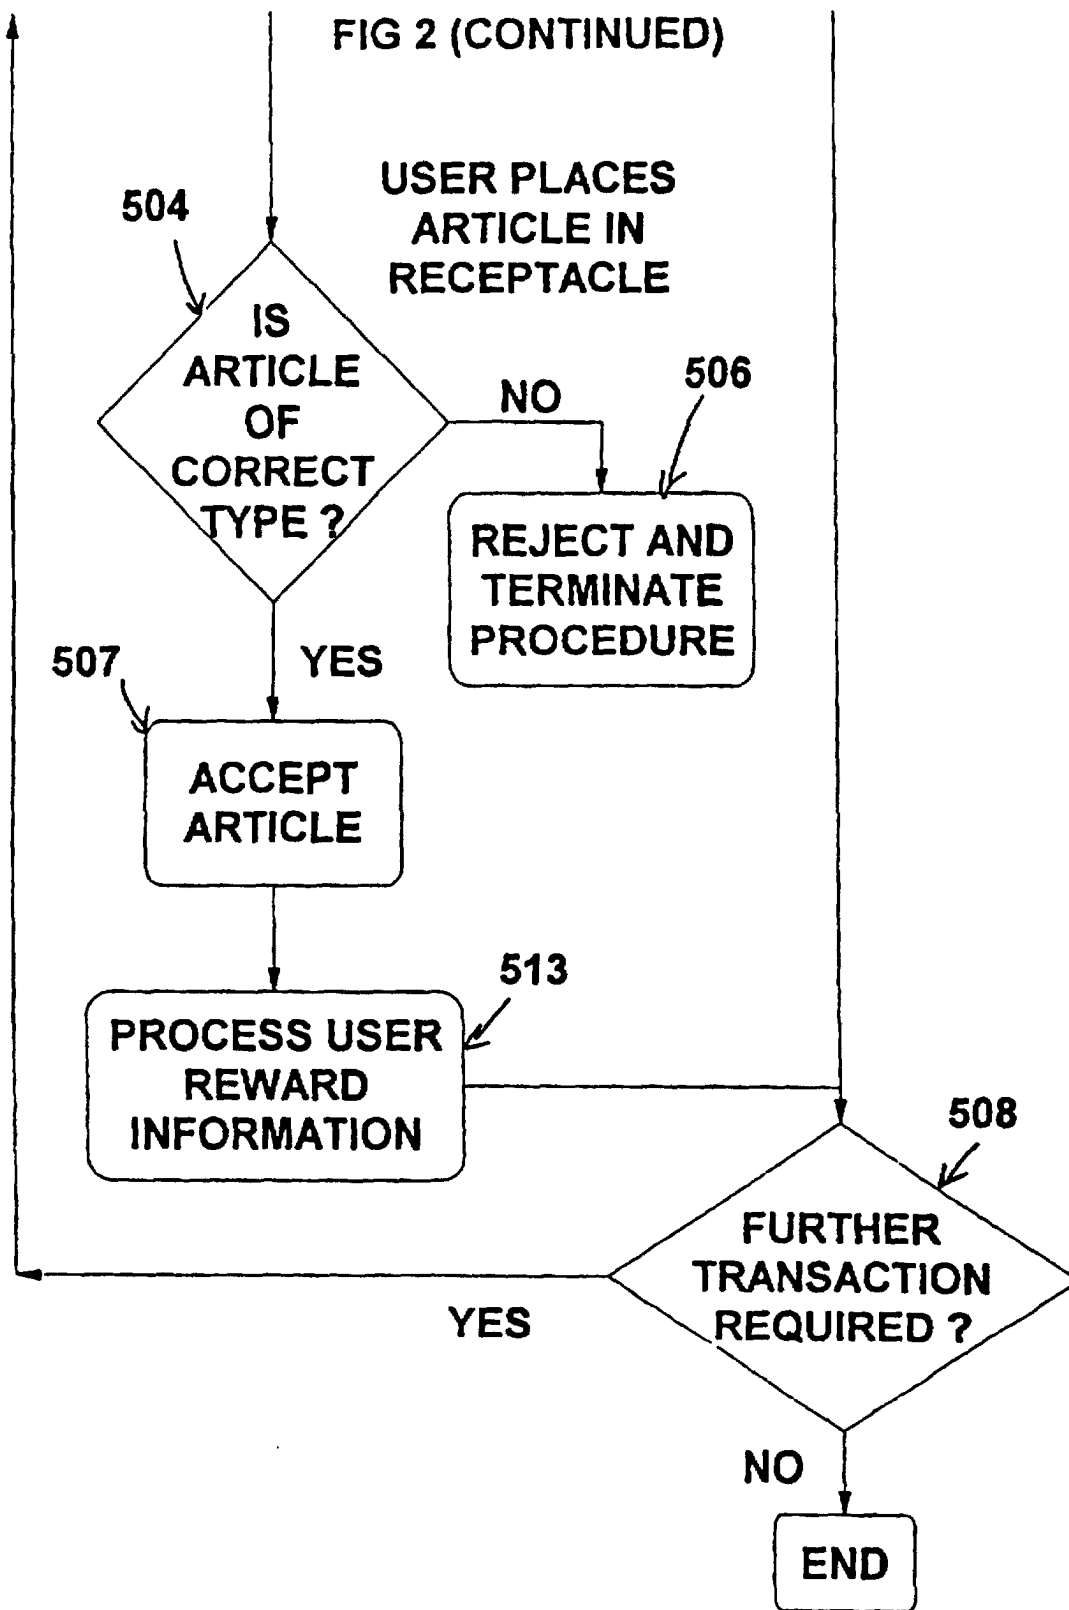 FIG 2 (CONTINUED)
USER PLACES
ARTICLE IN
RECEPTACLE
504
IS
ARTICLE
OF
CORRECT
TYPE ?
NO
506
REJECT AND
TERMINATE
PROCEDURE
YES
507
ACCEPT
ARTICLE
513
PROCESS USER
REWARD
INFORMATION
508
FURTHER
TRANSACTION
REQUIRED ?
YES
NO
END